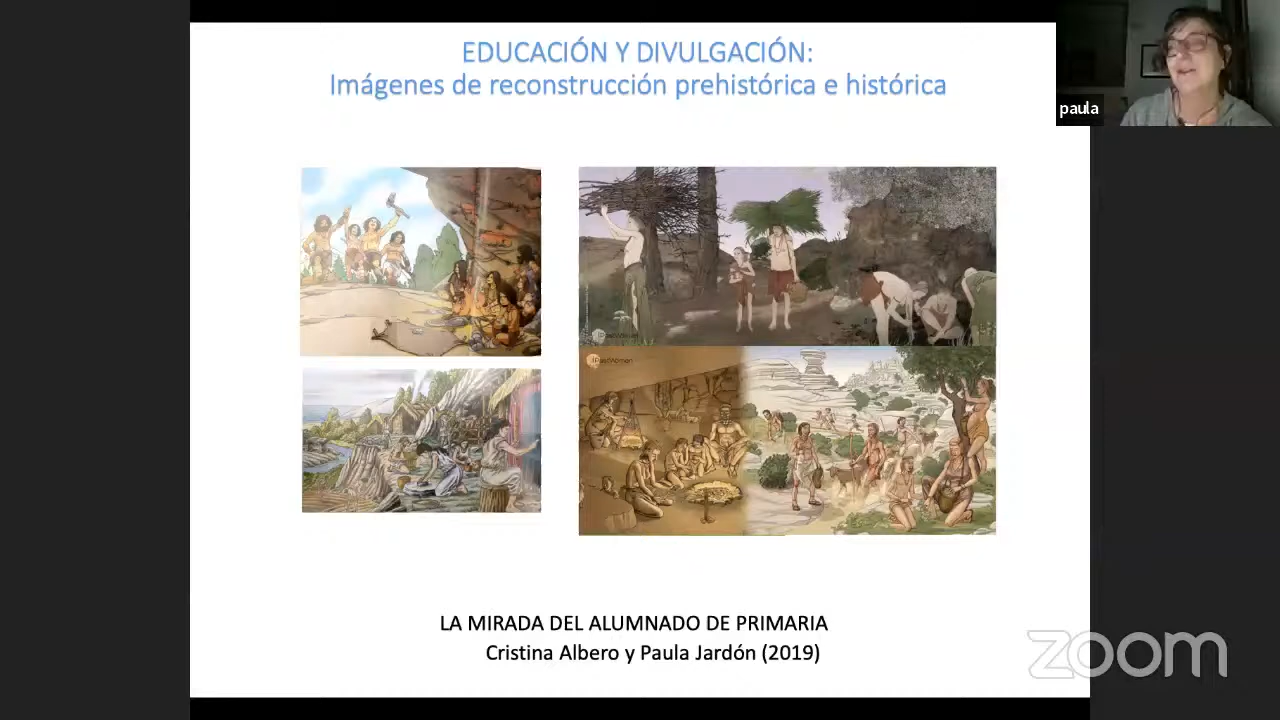 EDUCACIÓN Y DIVULGACIÓN:
Imágenes de reconstrucción prehistórica e histórica
paula
PastWomen
LA MIRADA DEL ALUMNADO DE PRIMARIA
Cristina Albero y Paula Jardón (2019)
zoom